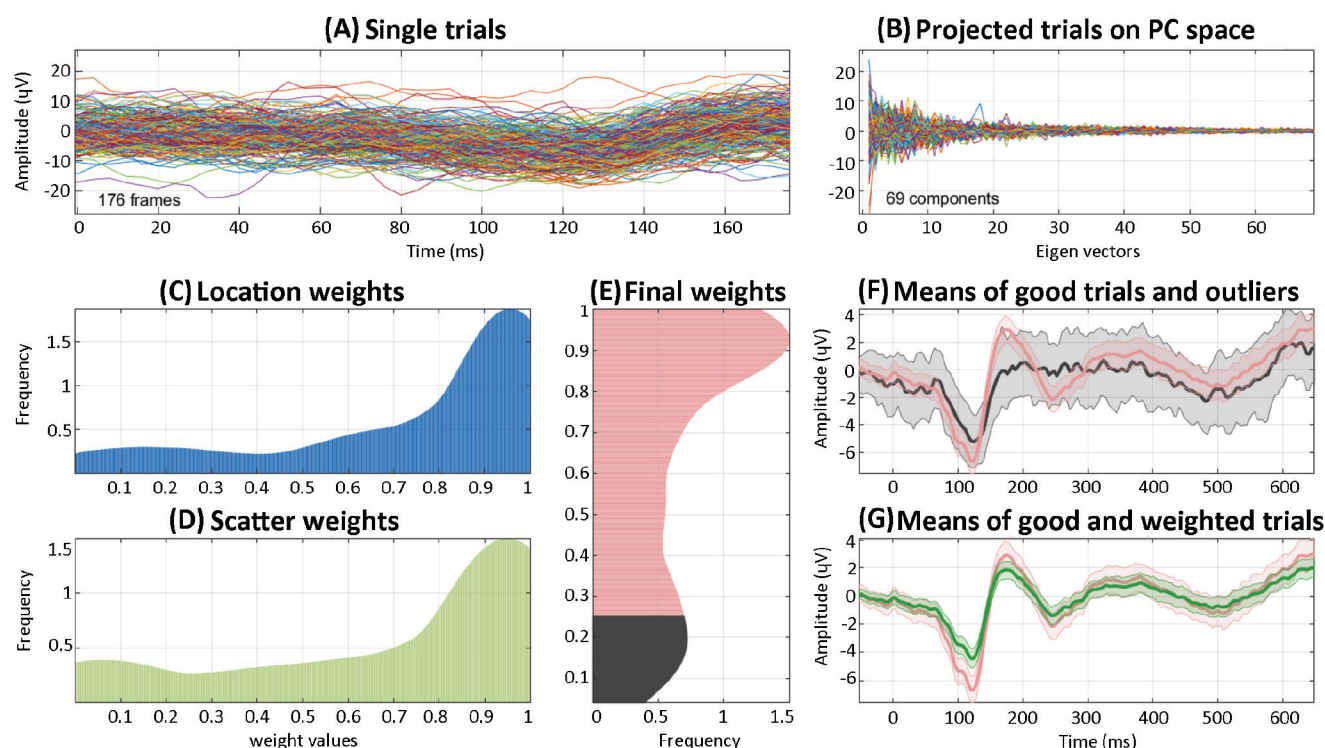 (A) Single trials
Amplitude (uV)
20
10
0
-10
-20
176 frames
0 20 40 60 80 100 120 140 160
Time (ms)
(B) Projected trials on PC space
20
10
0
-10
-20
69 components
0 10 20 30 40 50 60
Eigen vectors
(C) Location weights
Frequency
1.5
1
0.5
0.1 0.2 0.3 0.4 0.5 0.6 0.7 0.8 0.9 1
(D) Scatter weights
Frequency
1.5
1
0.5
0.1 0.2 0.3 0.4 0.5 0.6 0.7 0.8 0.9 1
weight values
(E) Final weights
1
0.9
0.8
0.7
0.6
0.5
0.4
0.3
0.2
0.1
0 0.5 1 1.5
Frequency
(F) Means of good trials and outliers
Amplitude (uV)
4
2
0
-2
-4
-6
0 100 200 300 400 500 600
(G) Means of good and weighted trials
Amplitude (uV)
4
2
0
-2
-4
-6
0 100 200 300 400 500 600
Time (ms)